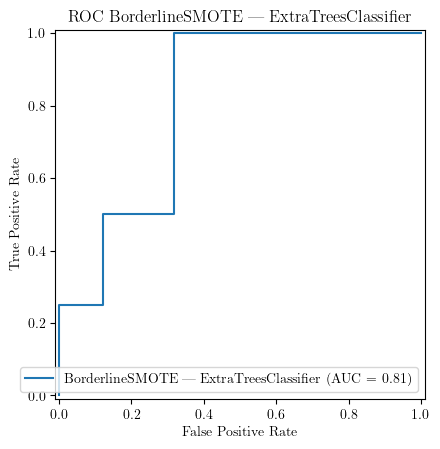 ROC BorderlineSMOTE — ExtraTreesClassifier
1.0
0.8
0.6
0.4
0.2
0.0
True Positive Rate
BorderlineSMOTE — ExtraTreesClassifier (AUC = 0.81)
0.0 0.2 0.4 0.6 0.8 1.0
False Positive Rate